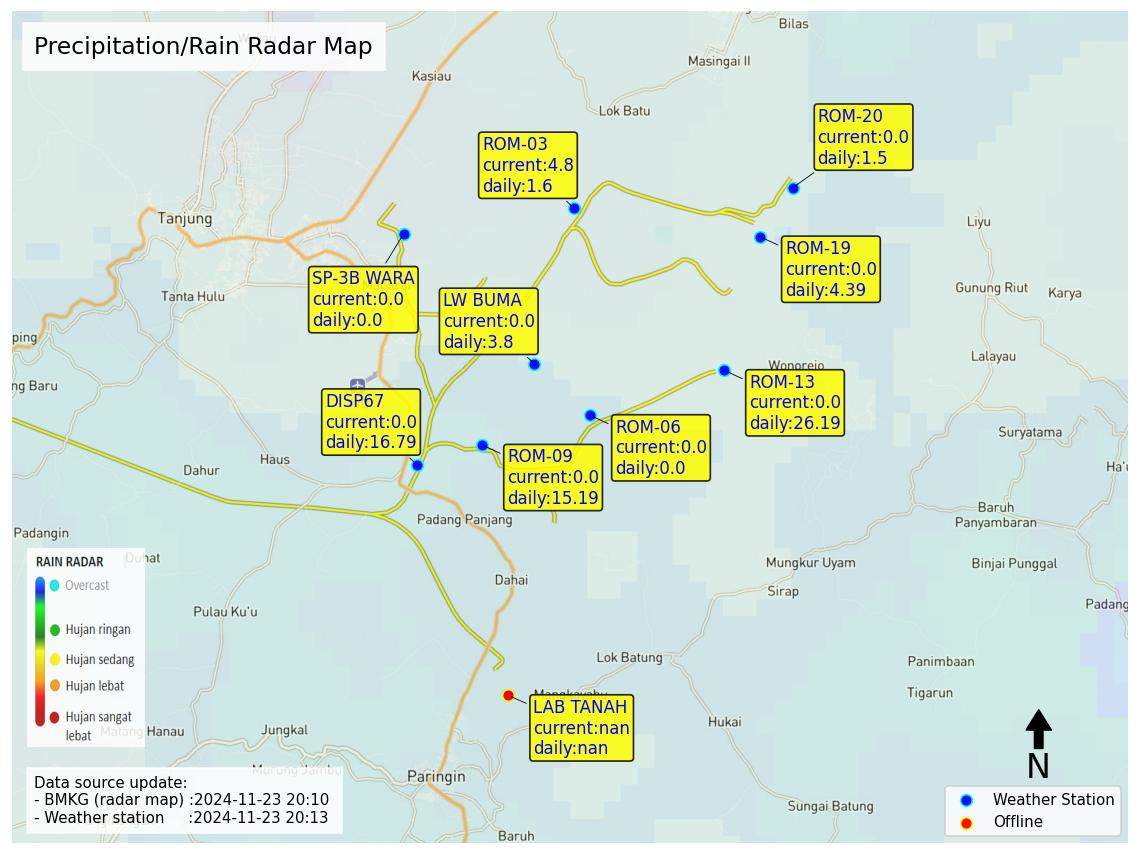 Precipitation/Rain Radar Map
Bilas
Masingai II
Kasiau
Lok Batu
ROM-20
current:0.0
daily:1.5
ROM-03
current:4.8
daily:1.6
Tanjung
Liyu
ROM-19
current:0.0
daily:4.39
SP-3B WARA
current:0.0
daily:0.0
Tanta Hulu
LW BUMA
current:0.0
daily:3.8
Gunung Riut
Karya
ping
Lalayau
Wonorejo
ng Baru
ROM-13
current:0.0
daily:26.19
DISP67
current:0.0
daily:16.79
ROM-06
current:0.0
daily:0.0
Suryatama
ROM-09
current:0.0
daily:15.19
Haus
Dahur
Ha'u
Baruh
Panyambaran
Padang Panjang
Padangin
Mungkur Uyam
Binjai Punggal
RAIN RADAR
Overcast
Hujan ringan
Hujan sedang
Hujan lebat
Hujan sangat
lebat
Dahai
Sirap
Padang
Pulau Ku'u
Lok Batung
Panimbaan
Tigarun
LAB TANAH
current:nan
daily:nan
Hukai
Matang Hanau
Jungkal
Murung Jambu
Paringin
Sungai Batung
Baruh
N
Data source update:
- BMKG (radar map) :2024-11-23 20:10
- Weather station :2024-11-23 20:13
Weather Station
Offline